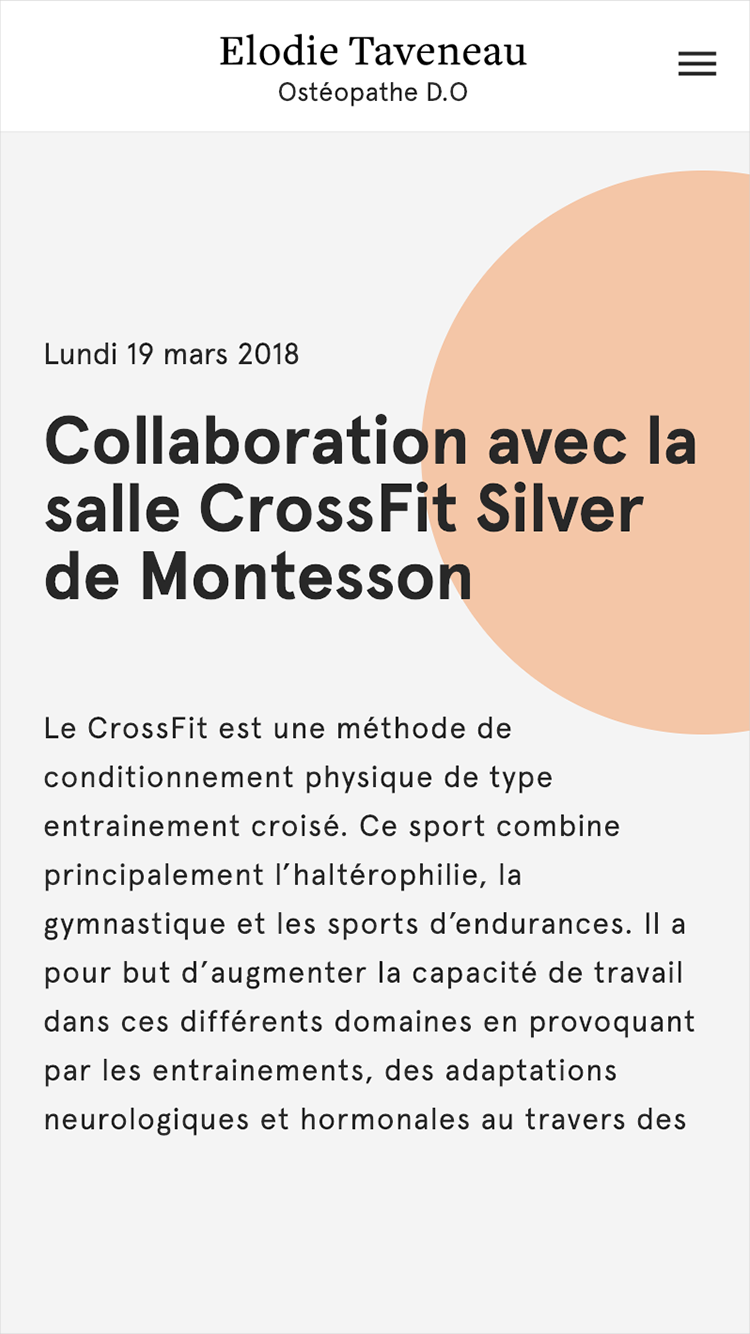 Elodie Taveneau
Ostéopathe D.O
Lundi 19 mars 2018
Collaboration avec la
salle CrossFit Silver
de Montesson
Le CrossFit est une méthode de
conditionnement physique de type
entrainement croisé. Ce sport combine
principalement l’haltérophilie, la
gymnastique et les sports d’endurances. Il a
pour but d’augmenter la capacité de travail
dans ces différents domaines en provoquant
par les entrainements, des adaptations
neurologiques et hormonales au travers des